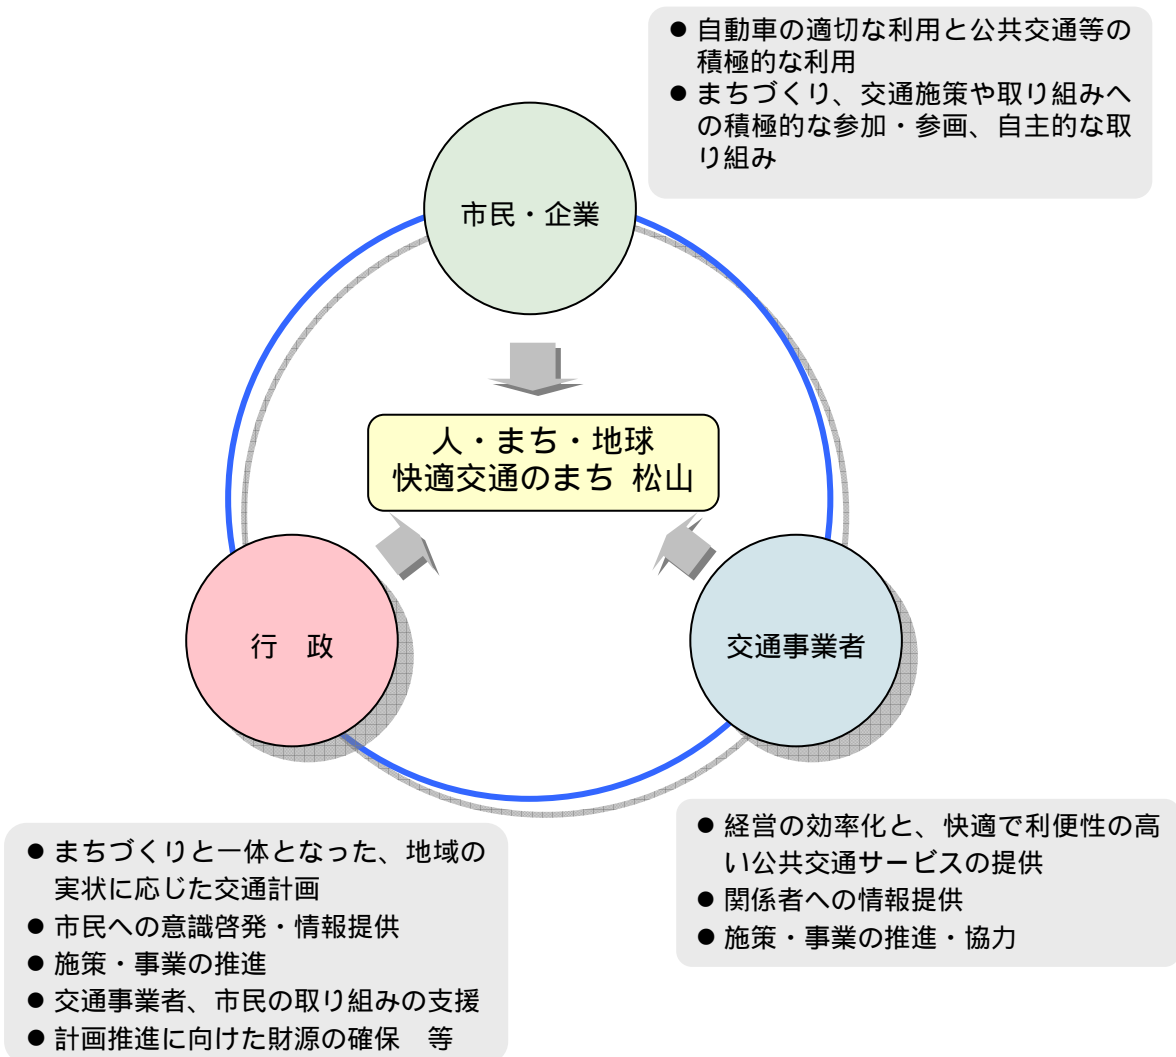 ● 自動車の適切な利用と公共交通等の
積極的な利用
● まちづくり、交通施策や取り組みへ
の積極的な参加・参画、自主的な取
り組み
市民・企業
人・まち・地球
快適交通のまち 松山
行　政
交通事業者
● まちづくりと一体となった、地域の
実状に応じた交通計画
● 市民への意識啓発・情報提供
● 施策・事業の推進
● 交通事業者、市民の取り組みの支援
● 計画推進に向けた財源の確保　等
● 経営の効率化と、快適で利便性の高
い公共交通サービスの提供
● 関係者への情報提供
● 施策・事業の推進・協力